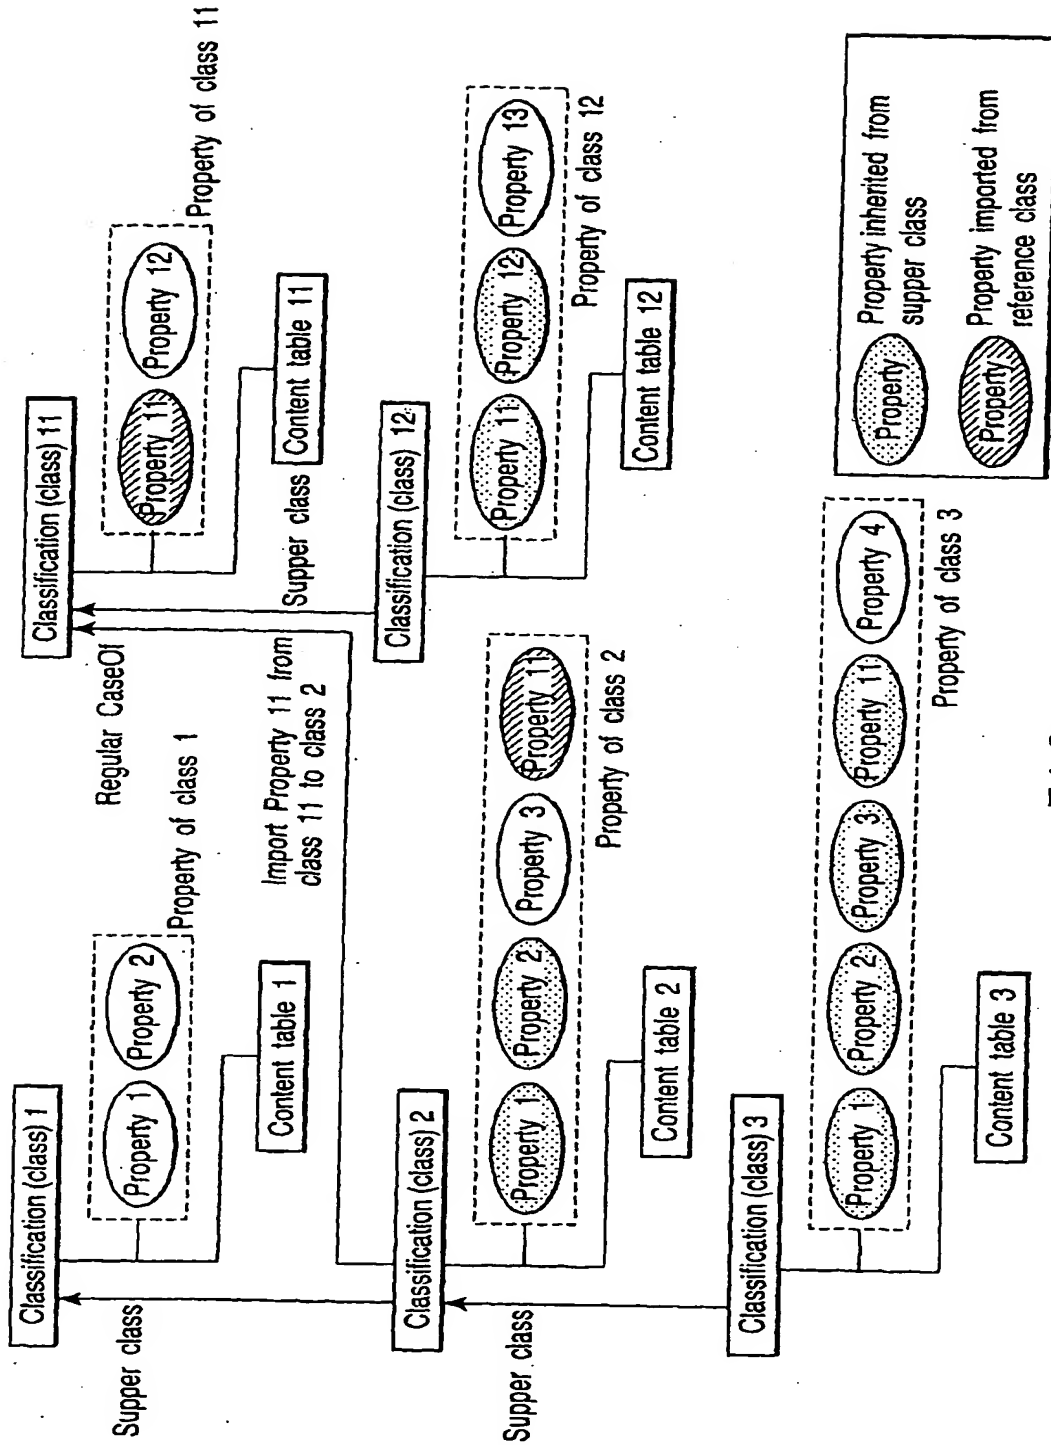 Classification (class) 1
Supper class
Property 1
Property 2
Property of class 1
Content table 1
Classification (class) 11
Regular CaseOf
Property 11
Property 12
Property of class 11
Content table 11
Supper class
Import Property 11 from
class 11 to class 2
Classification (class) 2
Supper class
Property 1
Property 2
Property 3
Property 11
Property of class 2
Content table 2
Classification (class) 12
Property 11
Property 12
Property 13
Property of class 12
Content table 12
Classification (class) 3
Property 1
Property 2
Property 3
Property 11
Property 4
Property of class 3
Content table 3
Property
Property inherited from
supper class
Property
Property imported from
reference class